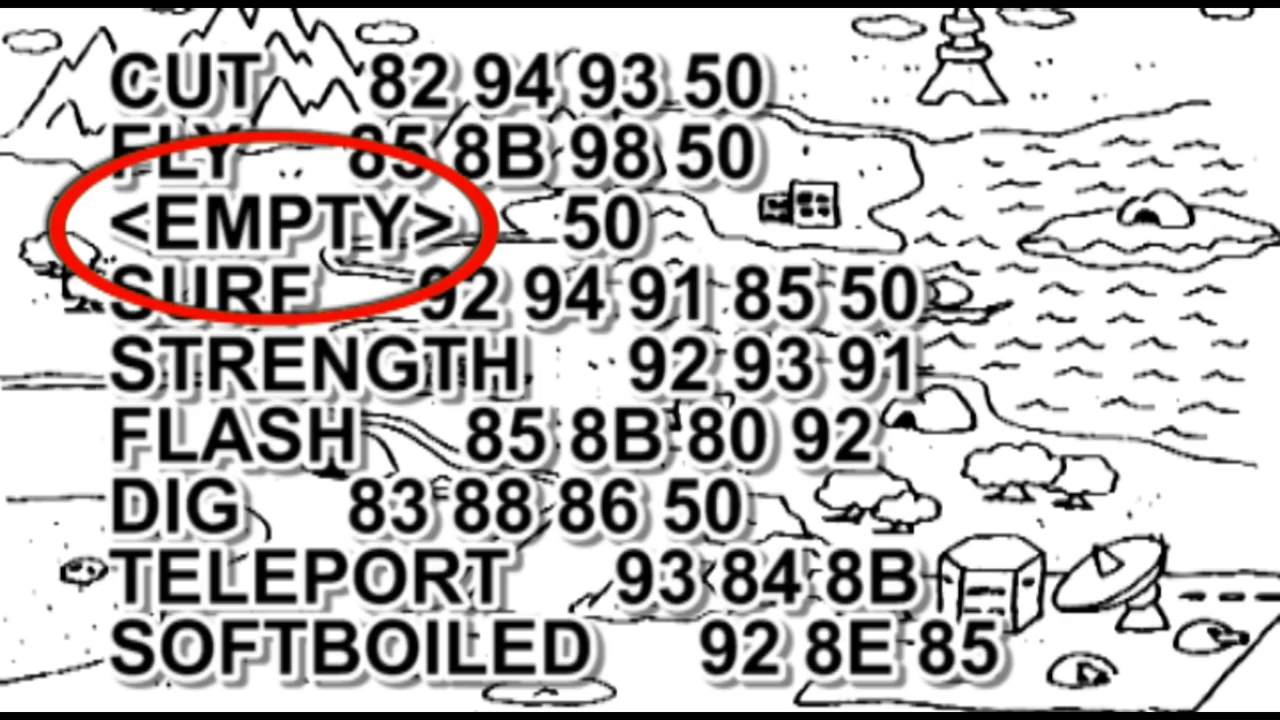 CUT 82 94 93 50
FLY 85 8B 98 50
<EMPTY> 50
SURF 92 94 91 85 50
STRENGTH 92 93 91
FLASH 85 8B 80 92
DIG 83 88 86 50
TELEPORT 93 84 8B
SOFTBOILED 92 8E 85